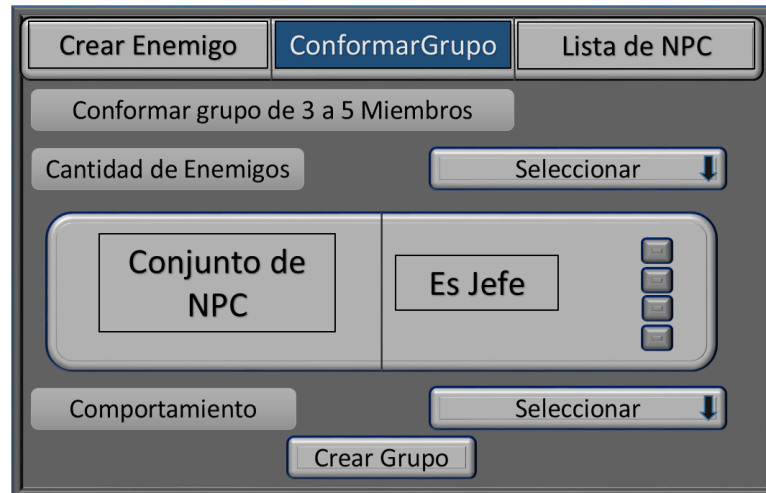 Crear Enemigo
ConformarGrupo
Lista de NPC
Conformar grupo de 3 a 5 Miembros
Cantidad de Enemigos
Seleccionar
Conjunto de
NPC
Es Jefe
Comportamiento
Seleccionar
Crear Grupo